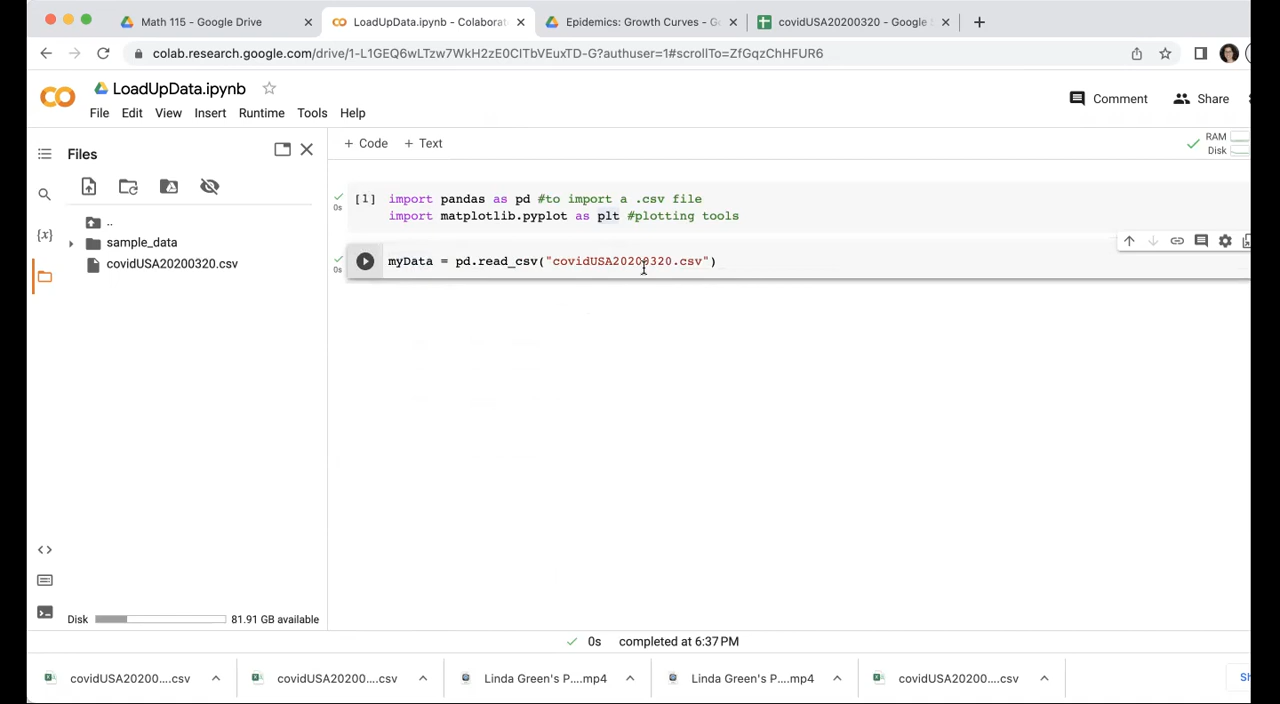 Math 115 - Google Drive
LoadUpData.ipynb - Colaborat
Epidemics: Growth Curves - G
covidUSA20200320 - Google
colab.research.google.com/drive/1-L1GEQ6wLTzw7WkH2zE0CITbVEuxTD-G?authuser=1#scrollTo=ZfGqzChHFUR6
LoadUpData.ipynb
File Edit View Insert Runtime Tools Help
Comment Share
Files
+ Code + Text
RAM
Disk
..
sample_data
covidUSA20200320.csv
[1] import pandas as pd #to import a .csv file
0s import matplotlib.pyplot as plt #plotting tools
{x}
myData = pd.read_csv("covidUSA20200320.csv")
0s
Disk 81.91 GB available
0s completed at 6:37 PM
covidUSA20200....csv
covidUSA20200....csv
Linda Green's P....mp4
Linda Green's P....mp4
covidUSA20200....csv